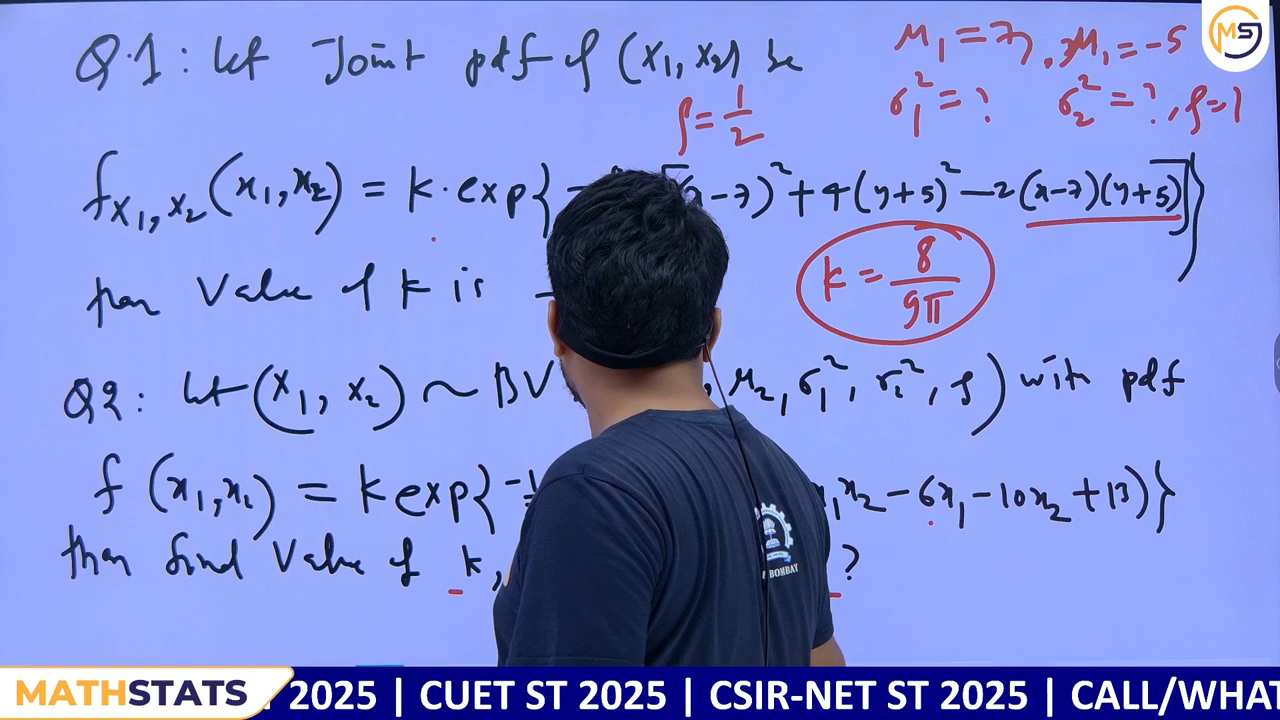 Q.1: Let Joint pdf of (X₁, X₂) be
μ₁ = 7, μ₁ = -5
ρ = 1/2
σ₁² = ? σ₂² = ?, ρ = ?
f_{X₁, X₂}(x₁, x₂) = k · exp{ - [(x-7)² + 4(y+5)² - 2(x-7)(y+5)]}
then Value of k is
k = 8/9π
Q2: Let (X₁, X₂) ~ BV , μ₂, σ₁², σ₂², ρ) with pdf
f(x₁, x₂) = k exp{ -1 x₁x₂ - 6x₁ - 10x₂ + 13)}
then find Value of k, ?
BOMBAY
MS
MATHSTATS
2025 | CUET ST 2025 | CSIR-NET ST 2025 | CALL/WHAT